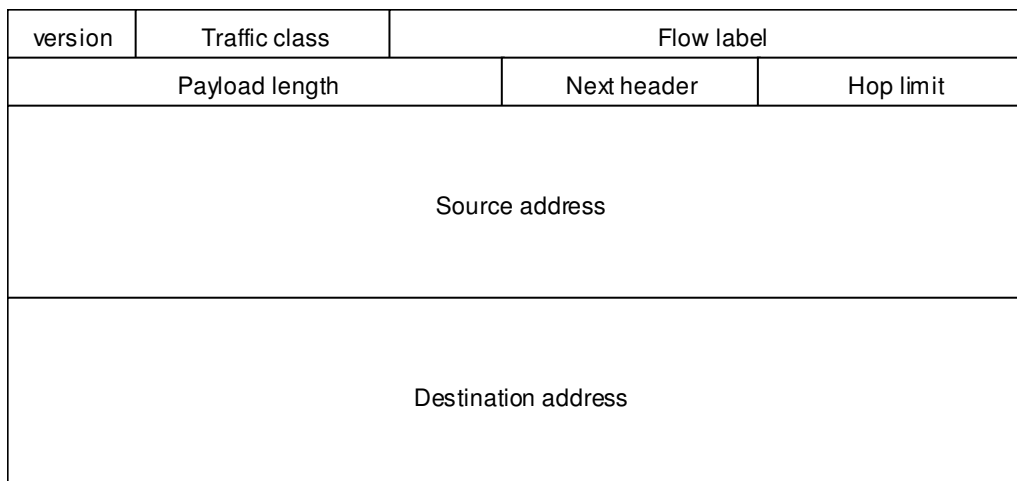 version Traffic class Flow label
Payload length Next header Hop limit
Source address
Destination address